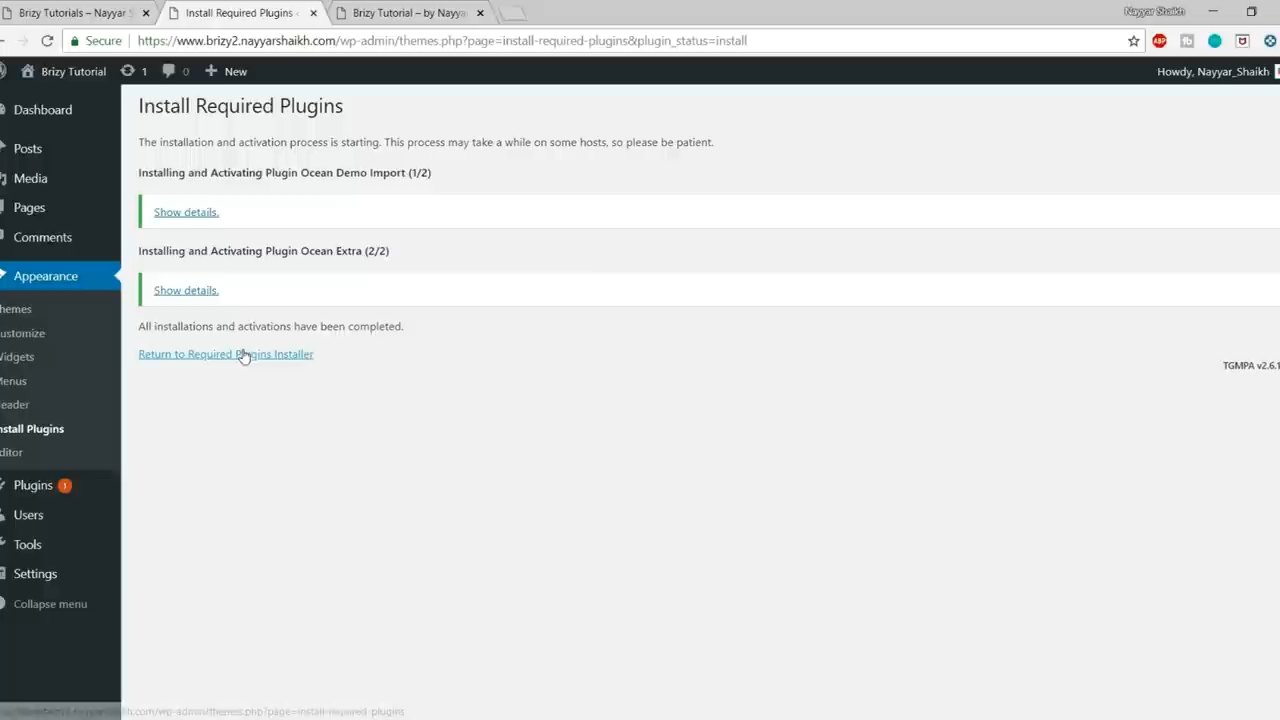 Brizy Tutorials – Nayyar S
Install Required Plugins
Brizy Tutorial – by Nayya
Nayyar Shaikh
Secure
https://www.brizy2.nayyarshaikh.com/wp-admin/themes.php?page=install-required-plugins&plugin_status=install
ABP
Brizy Tutorial
1
0
New
Howdy, Nayyar_Shaikh
Dashboard
Posts
Media
Pages
Comments
Appearance
hemes
ustomize
Widgets
Menus
eader
nstall Plugins
ditor
Plugins 1
Users
Tools
Settings
Collapse menu
Install Required Plugins
The installation and activation process is starting. This process may take a while on some hosts, so please be patient.
Installing and Activating Plugin Ocean Demo Import (1/2)
Show details.
Installing and Activating Plugin Ocean Extra (2/2)
Show details.
All installations and activations have been completed.
Return to Required Plugins Installer
TGMPA v2.6.1
.com/wp-admin/themes.php?page=install-required-plugins